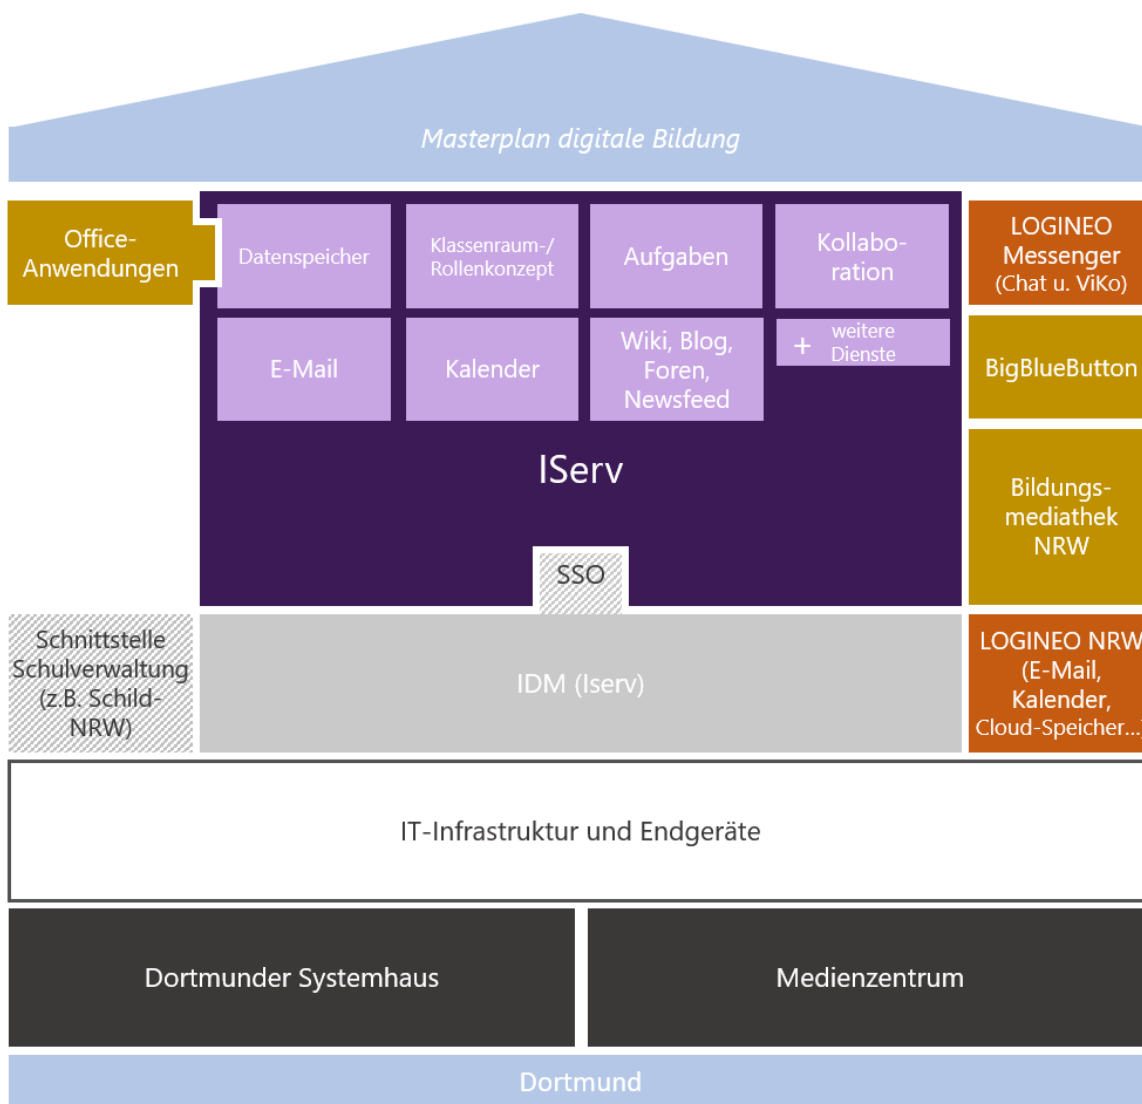 Masterplan digitale Bildung
Office-
Anwendungen
Datenspeicher
Klassenraum-/
Rollenkonzept
Aufgaben
Kollabo-
ration
LOGINEO
Messenger
(Chat u. ViKo)
E-Mail
Kalender
Wiki, Blog,
Foren,
Newsfeed
+ weitere
Dienste
BigBlueButton
IServ
Bildungs-
mediathek
NRW
SSO
Schnittstelle
Schulverwaltung
(z.B. Schild-
NRW)
IDM (Iserv)
LOGINEO NRW
(E-Mail,
Kalender,
Cloud-Speicher...)
IT-Infrastruktur und Endgeräte
Dortmunder Systemhaus
Medienzentrum
Dortmund